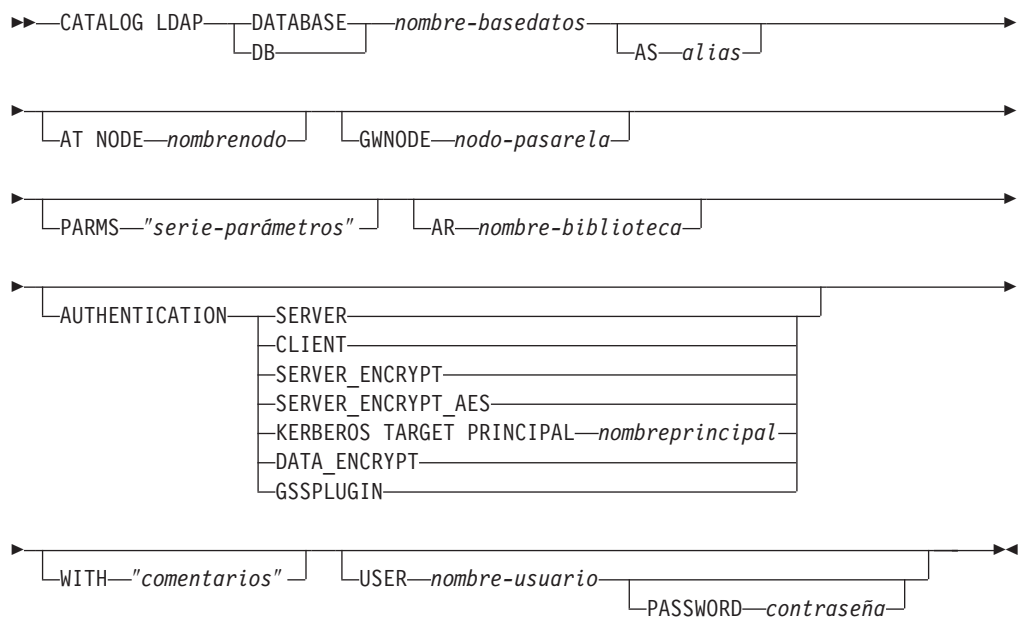 CATALOG LDAP DATABASE nombre-basedatos
DB AS alias
AT NODE nombrenodo GWNODE nodo-pasarela
PARMS "serie-parámetros" AR nombre-biblioteca
AUTHENTICATION SERVER
CLIENT
SERVER_ENCRYPT
SERVER_ENCRYPT_AES
KERBEROS TARGET PRINCIPAL nombreprincipal
DATA_ENCRYPT
GSSPLUGIN
WITH "comentarios" USER nombre-usuario
PASSWORD contraseña